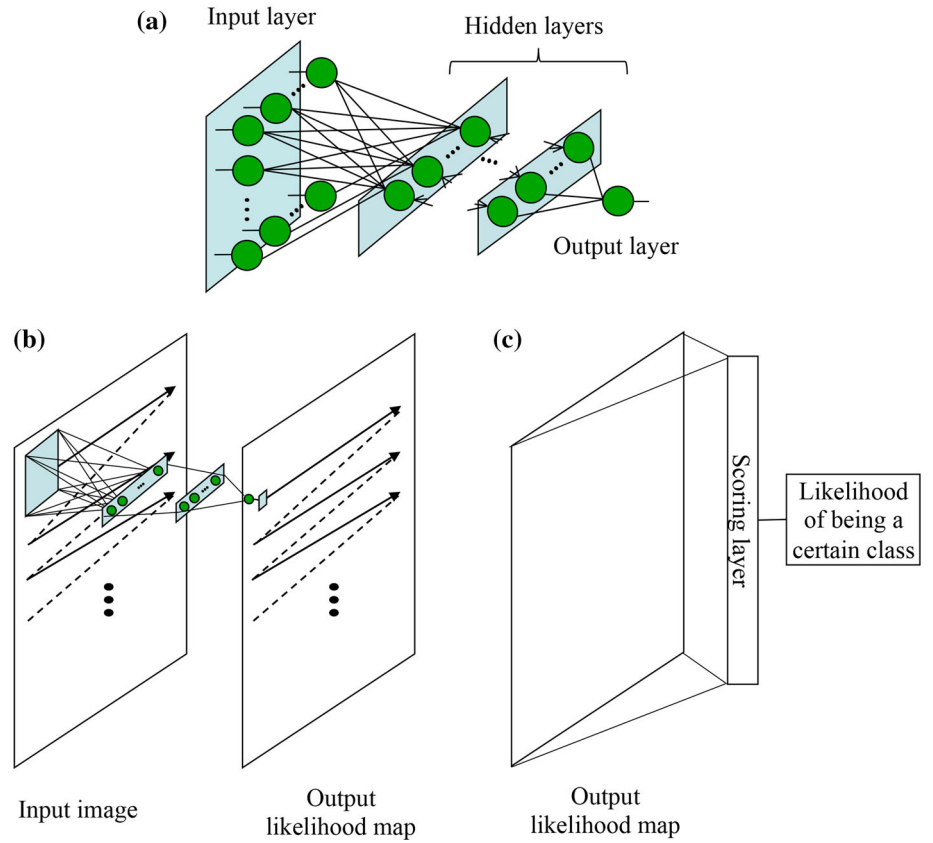 (a)
Input layer
Hidden layers
Output layer
(b)
Input image
Output
likelihood map
(c)
Scoring layer
Likelihood
of being a
certain class
Output
likelihood map